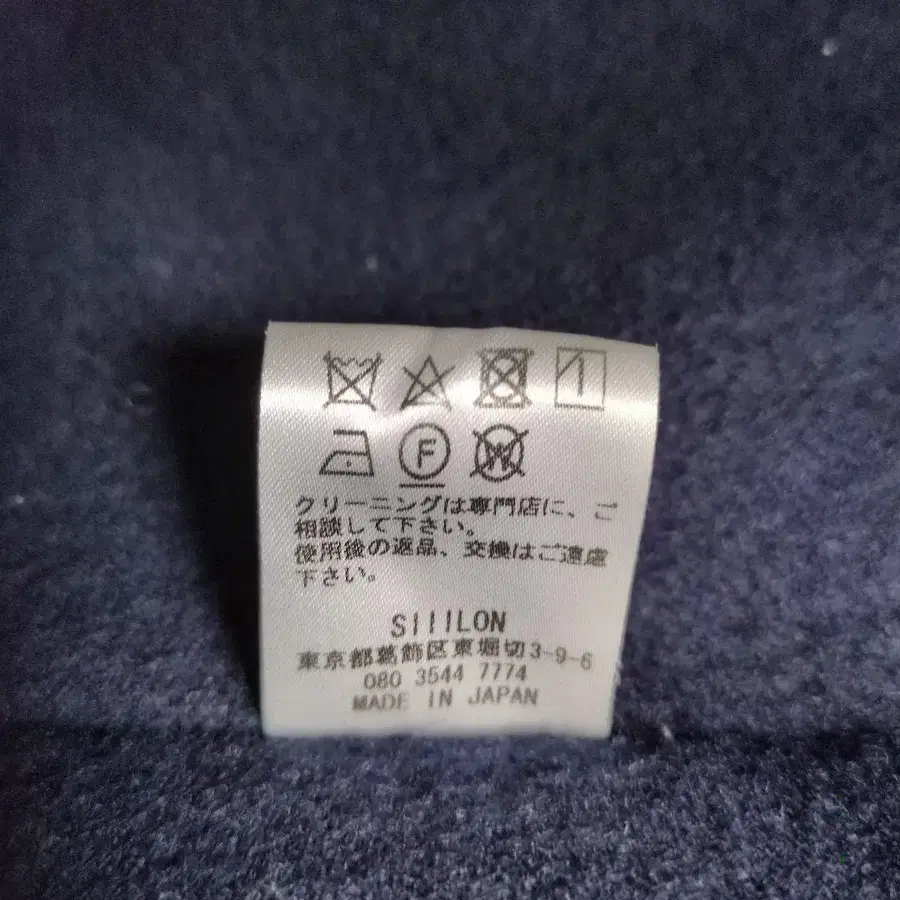 F W
クリーニングは専門店に、ご
相談して下さい。
使用後の返品、交換はご遠慮
下さい。
SIIILON
東京都葛飾区東堀切3-9-6
080 3544 7774
MADE IN JAPAN